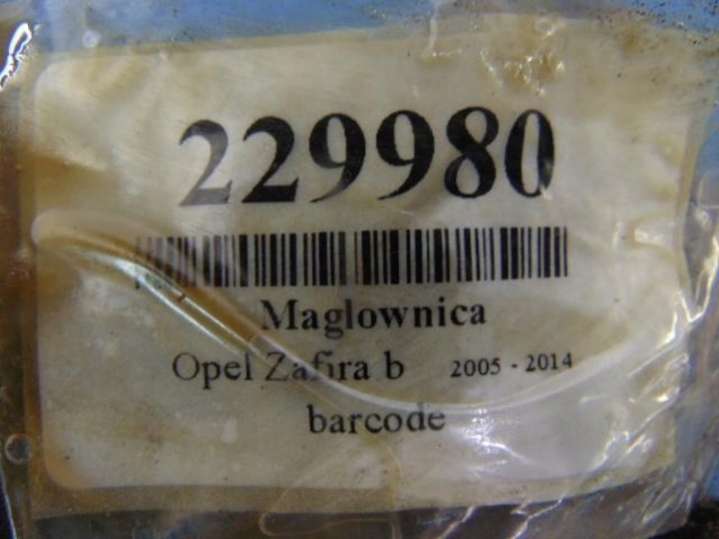 229980
Maglownica
Opel Zafira b 2005 - 2014
barcode